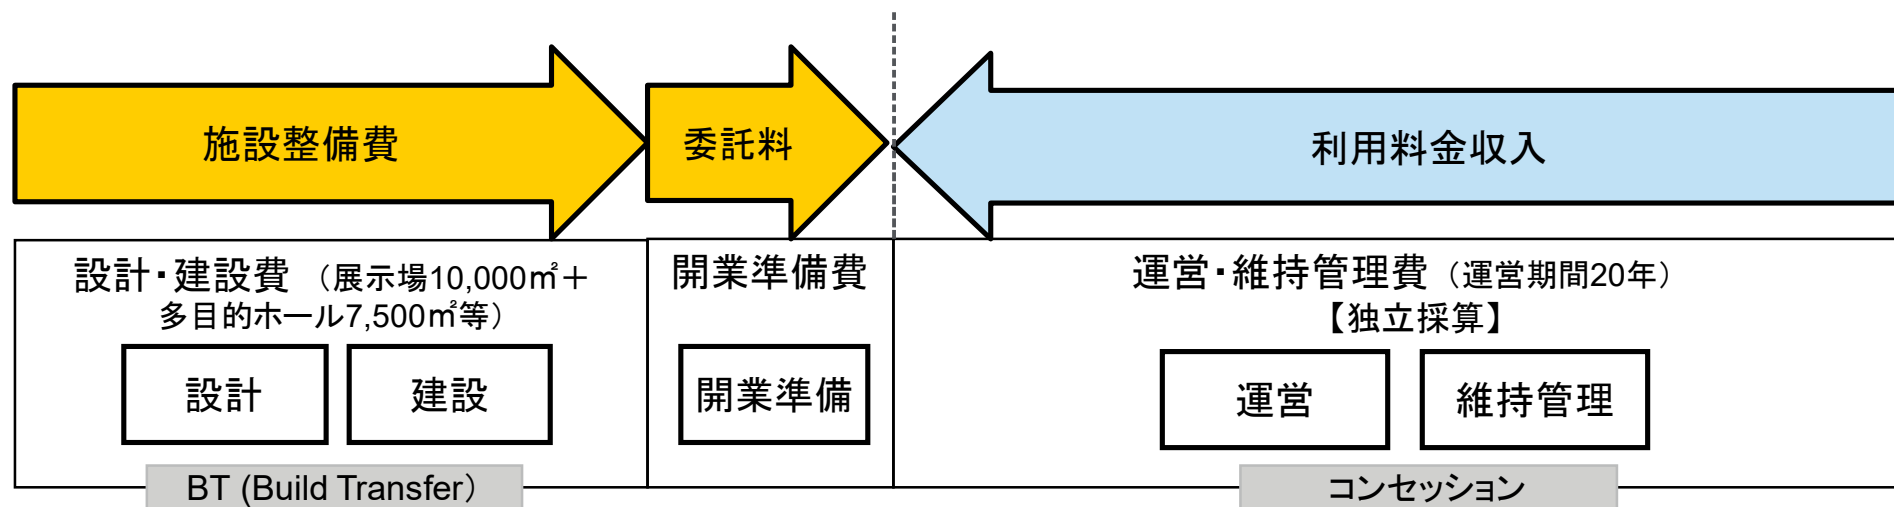 施設整備費
委託料
利用料金収入
設計・建設費 （展示場10,000㎡＋
多目的ホール7,500㎡等）
設計
建設
BT (Build Transfer）
開業準備費
開業準備
運営・維持管理費（運営期間20年）
【独立採算】
運営
維持管理
コンセッション